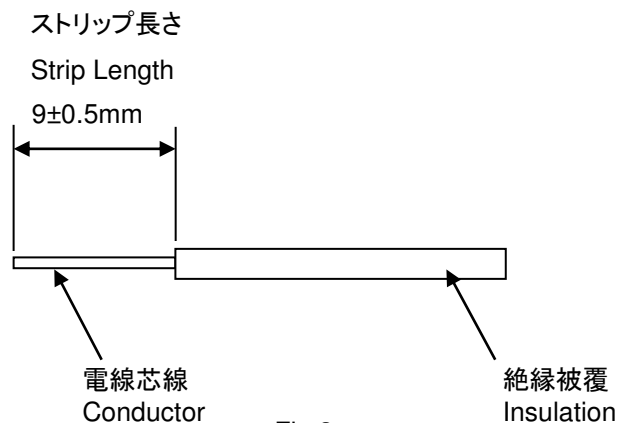 ストリップ長さ
Strip Length
9±0.5mm
電線芯線
Conductor
絶縁被覆
Insulation